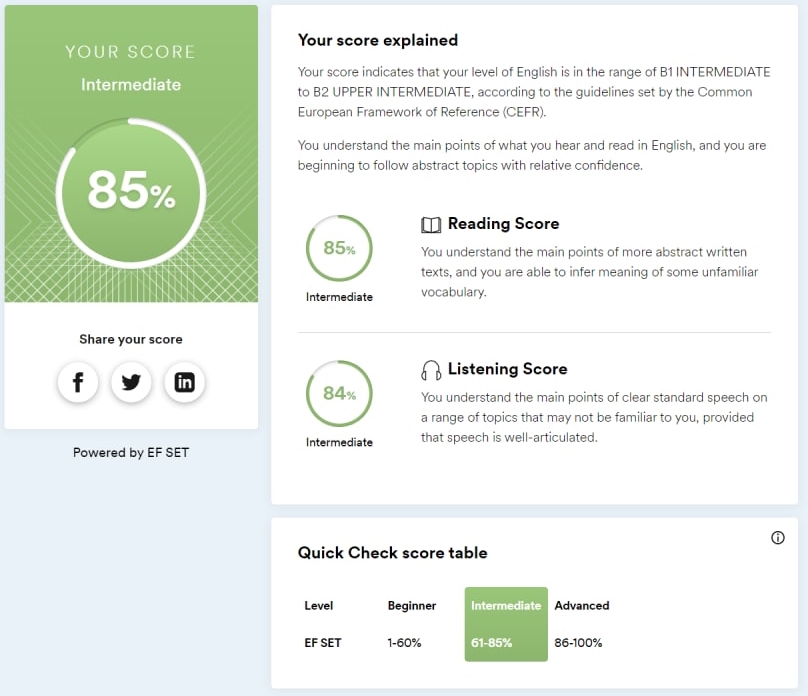 YOUR SCORE
Intermediate
85%
Share your score
Powered by EF SET
Your score explained
Your score indicates that your level of English is in the range of B1 INTERMEDIATE
to B2 UPPER INTERMEDIATE, according to the guidelines set by the Common
European Framework of Reference (CEFR).
You understand the main points of what you hear and read in English, and you are
beginning to follow abstract topics with relative confidence.
85%
Intermediate
Reading Score
You understand the main points of more abstract written
texts, and you are able to infer meaning of some unfamiliar
vocabulary.
84%
Intermediate
Listening Score
You understand the main points of clear standard speech on
a range of topics that may not be familiar to you, provided
that speech is well-articulated.
Quick Check score table
Level Beginner Intermediate Advanced
EF SET 1-60% 61-85% 86-100%